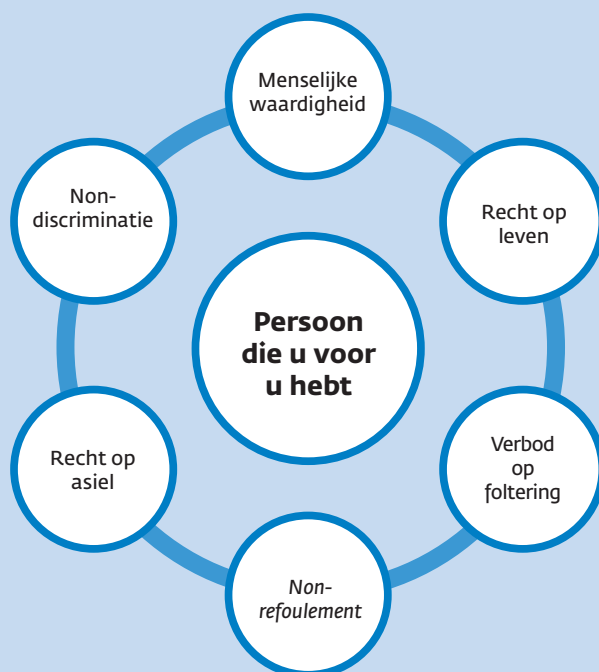 Menselijke
waardigheid
Recht op
leven
Verbod
op
foltering
Non-
refoulement
Recht op
asiel
Non-
discriminatie
Persoon
die u voor
u hebt